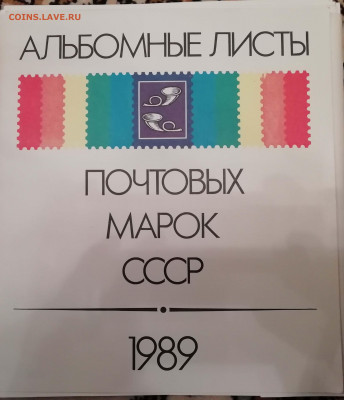 COINS.LAVE.RU
АЛЬБОМНЫЕ ЛИСТЫ
ПОЧТОВЫХ
МАРОК
СССР
1989